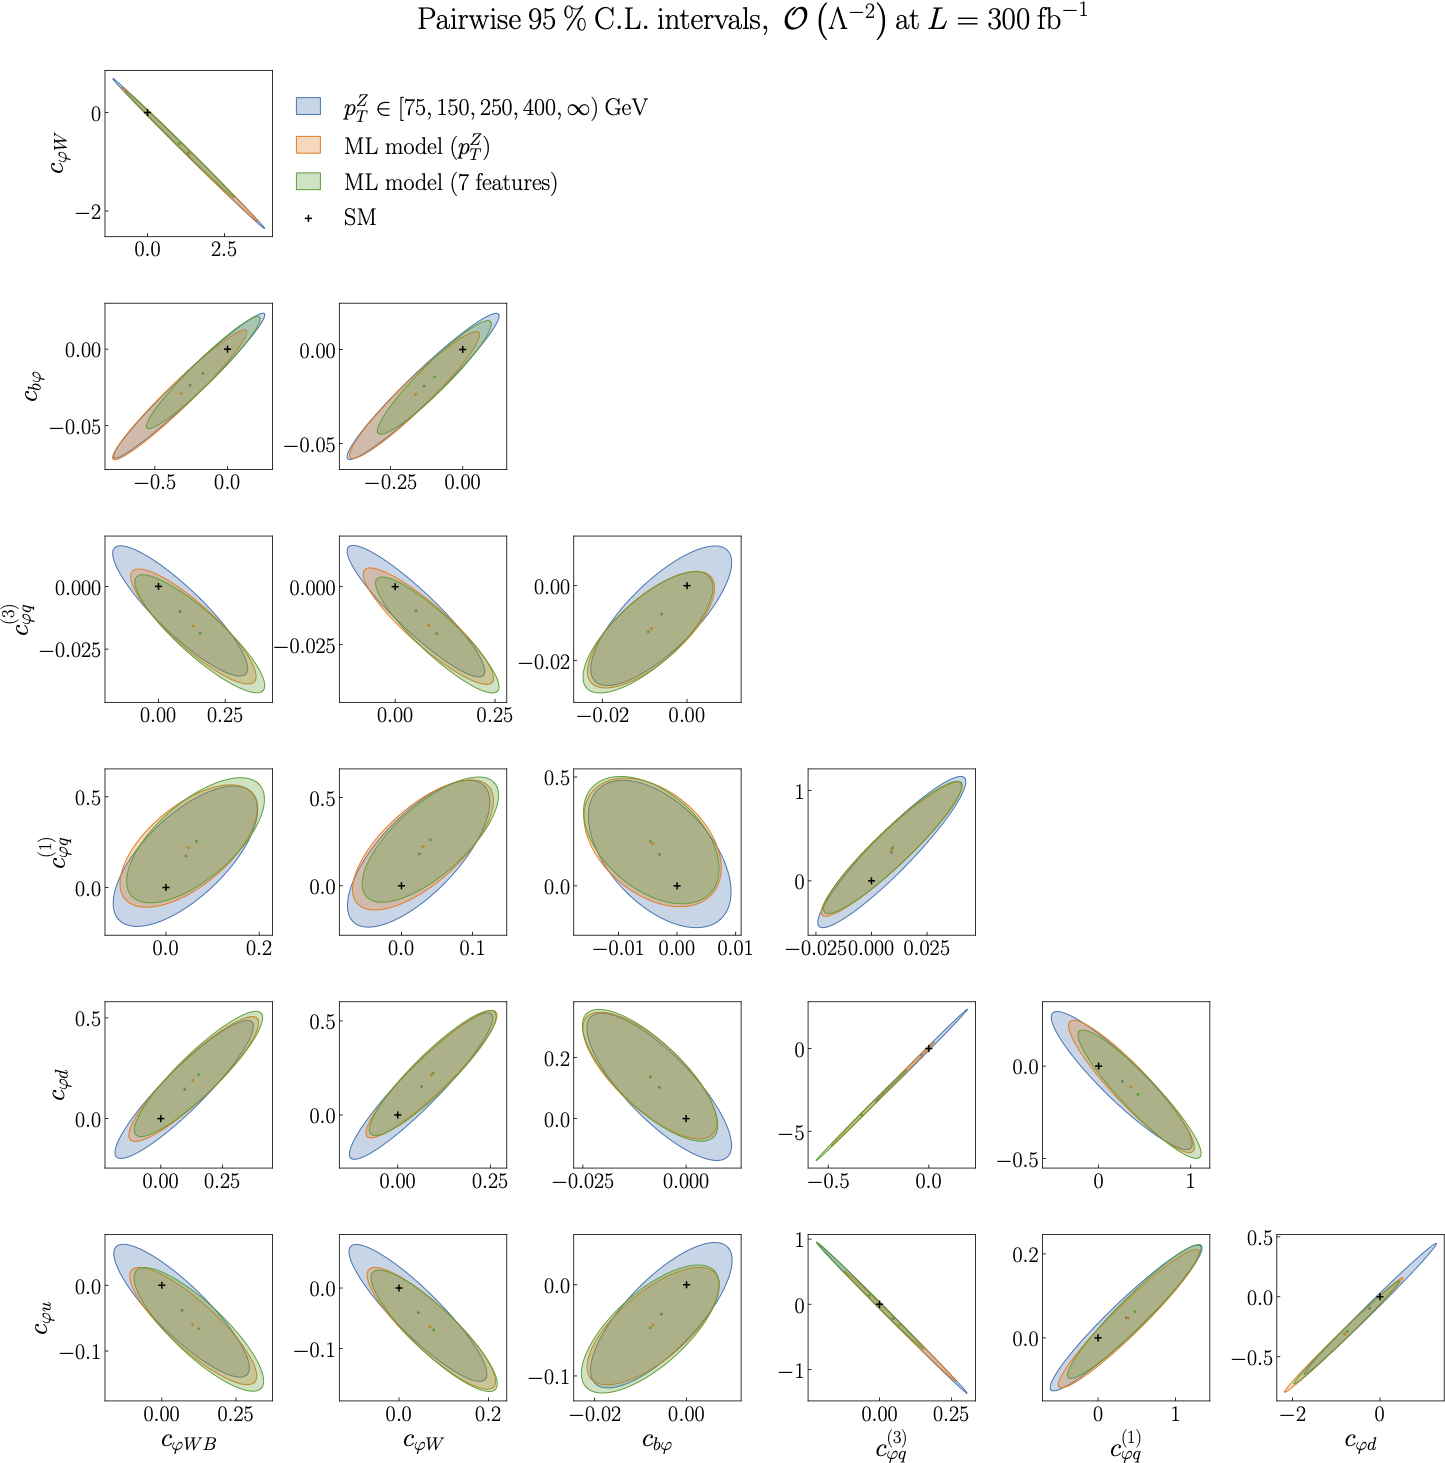 Pairwise 95 % C.L. intervals, 𝒪 (Λ⁻²) at L = 300 fb⁻¹
p_T^Z ∈ [75, 150, 250, 400, ∞) GeV
ML model (p_T^Z)
ML model (7 features)
SM
c_φW
0
−2
0.0 2.5
c_bφ
0.00 0.00
−0.05 −0.05
−0.5 0.0 −0.25 0.00
c_φq^(3)
0.000 0.000 0.00
−0.025 −0.025 −0.02
0.00 0.25 0.00 0.25 −0.02 0.00
c_φq^(1)
0.5 0.5 0.5 1
0.0 0.0 0.0 0
0.0 0.2 0.0 0.1 −0.01 0.00 0.01 −0.025 0.000 0.025
c_φd
0.5 0.5 0.2 0 0.0
0.0 0.0 0.0 −5 −0.5
0.00 0.25 0.00 0.25 −0.025 0.000 −0.5 0.0 0 1
c_φu
0.0 0.0 0.0 1 0.2 0.5
−0.1 −0.1 −0.1 0 0.0 0.0
−1 −0.5
0.00 0.25 0.0 0.2 −0.02 0.00 0.00 0.25 0 1 −2 0
c_φWB c_φW c_bφ c_φq^(3) c_φq^(1) c_φd